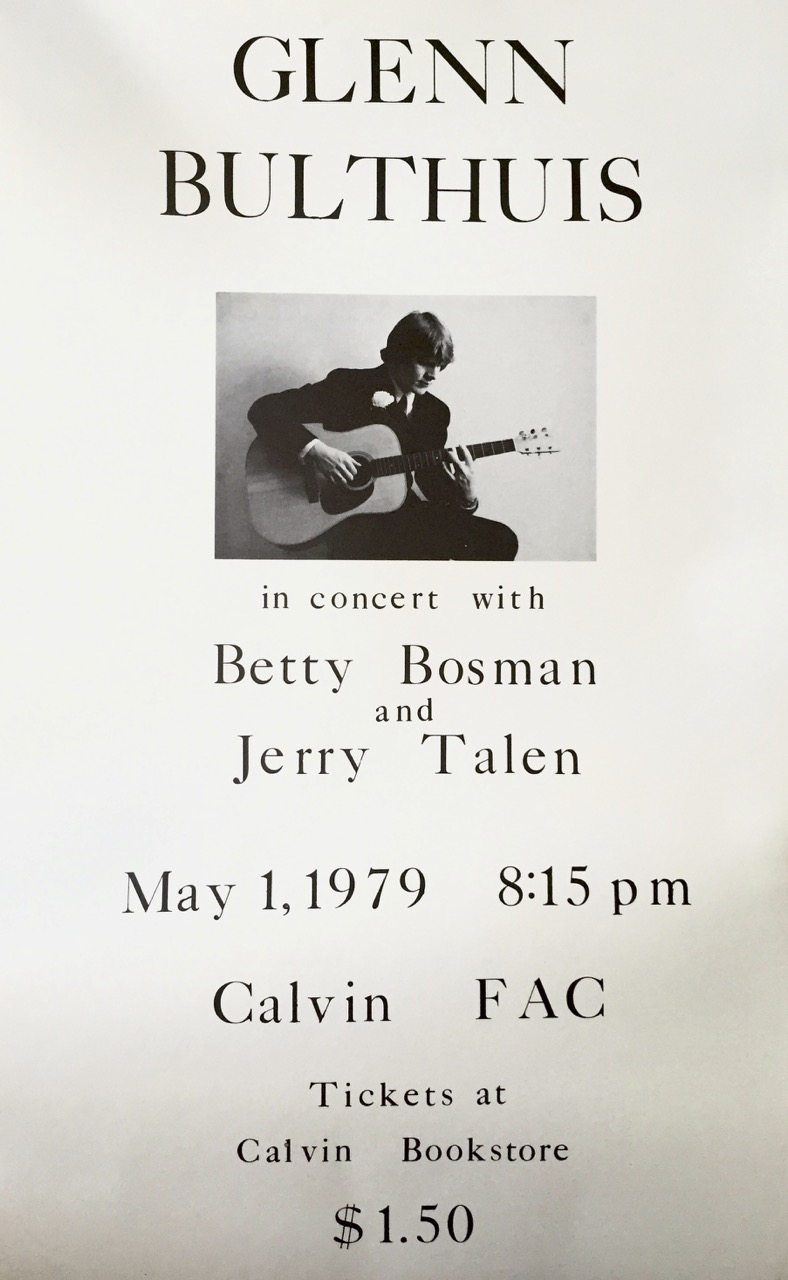 GLENN
BULTHUIS
in concert with
Betty Bosman
and
Jerry Talen
May 1, 1979 8:15 pm
Calvin FAC
Tickets at
Calvin Bookstore
$1.50